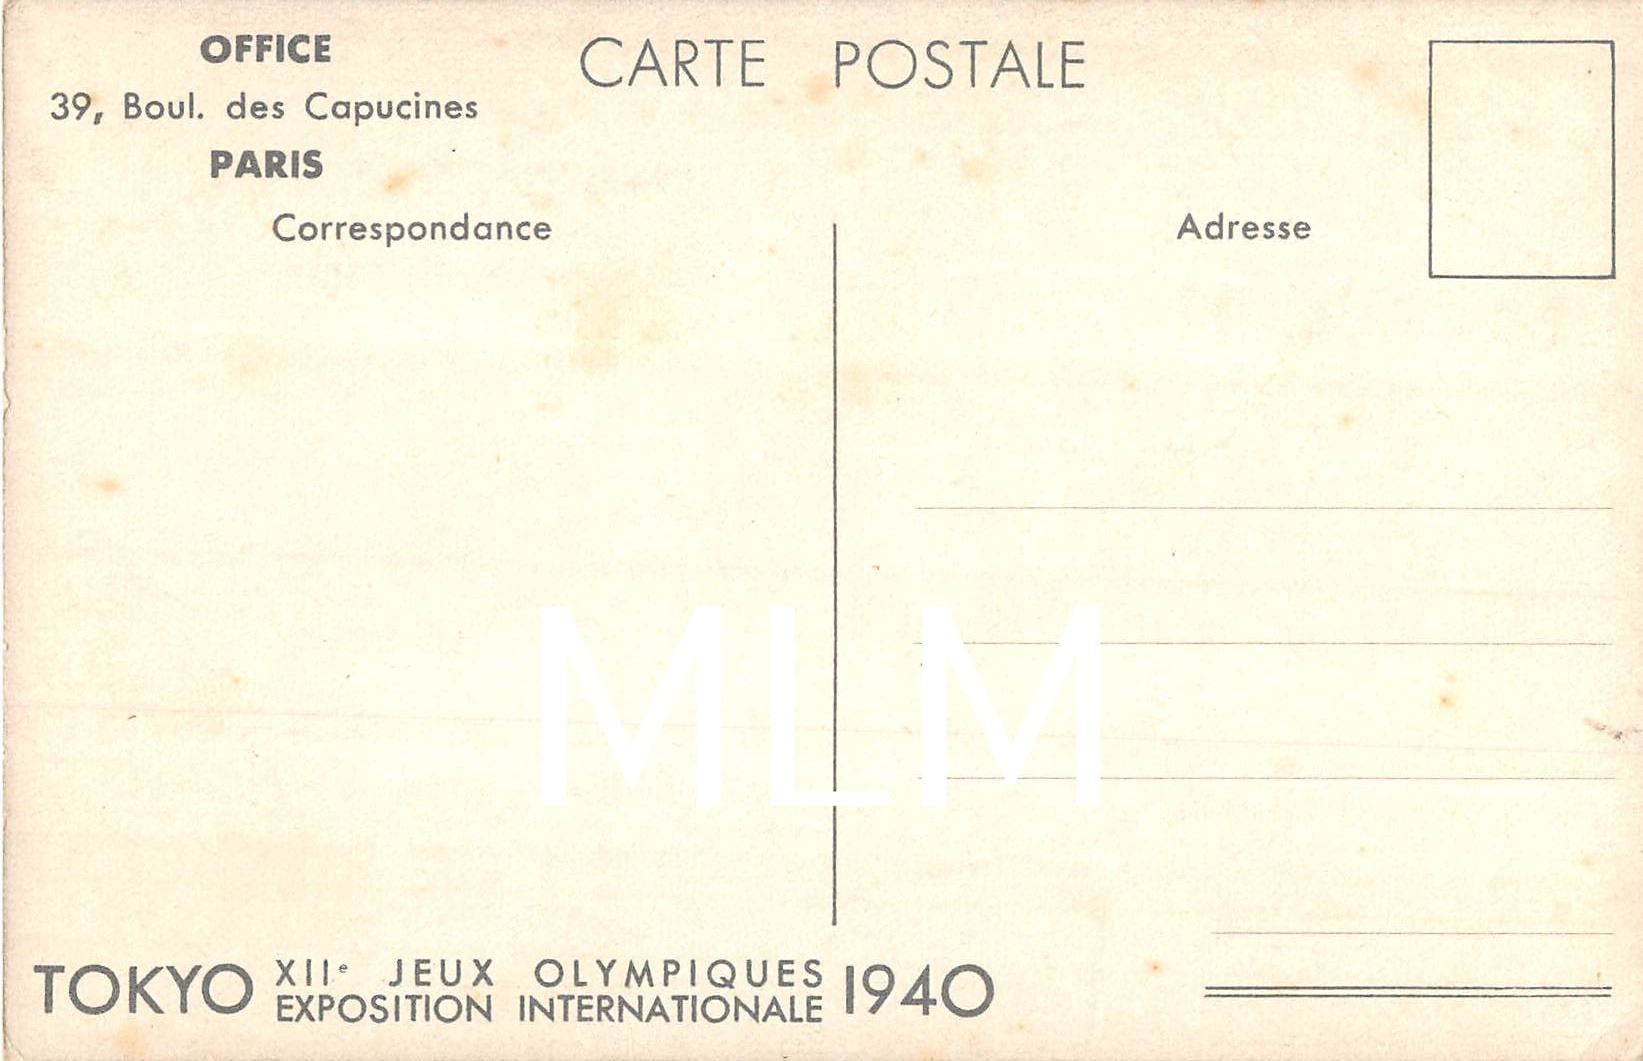 OFFICE
39, Boul. des Capucines
PARIS
CARTE POSTALE
Correspondance
Adresse
MLM
TOKYO XIIe JEUX OLYMPIQUES 1940
EXPOSITION INTERNATIONALE